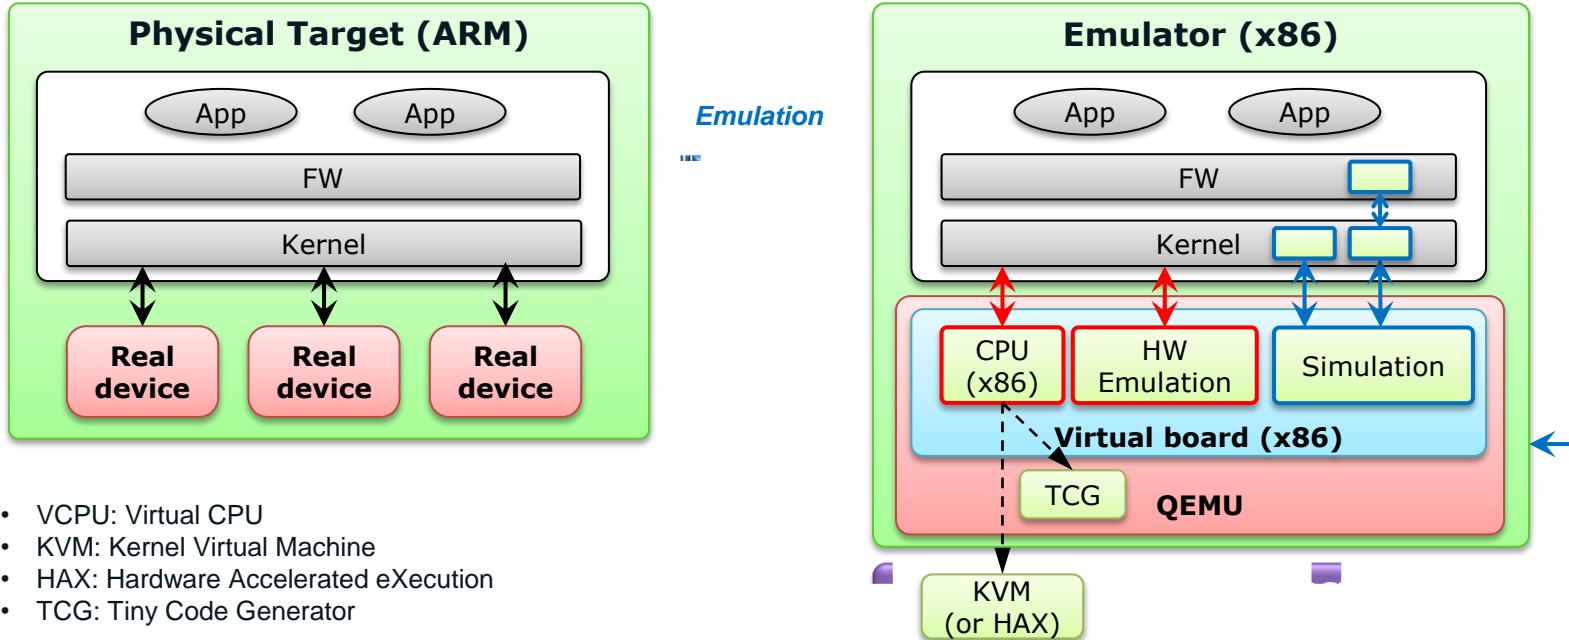 Physical Target (ARM)
App
App
FW
Kernel
Real
device
Real
device
Real
device
Emulation
Emulator (x86)
App
App
FW
Kernel
CPU
(x86)
HW
Emulation
Simulation
Virtual board (x86)
TCG
QEMU
KVM
(or HAX)
• VCPU: Virtual CPU
• KVM: Kernel Virtual Machine
• HAX: Hardware Accelerated eXecution
• TCG: Tiny Code Generator